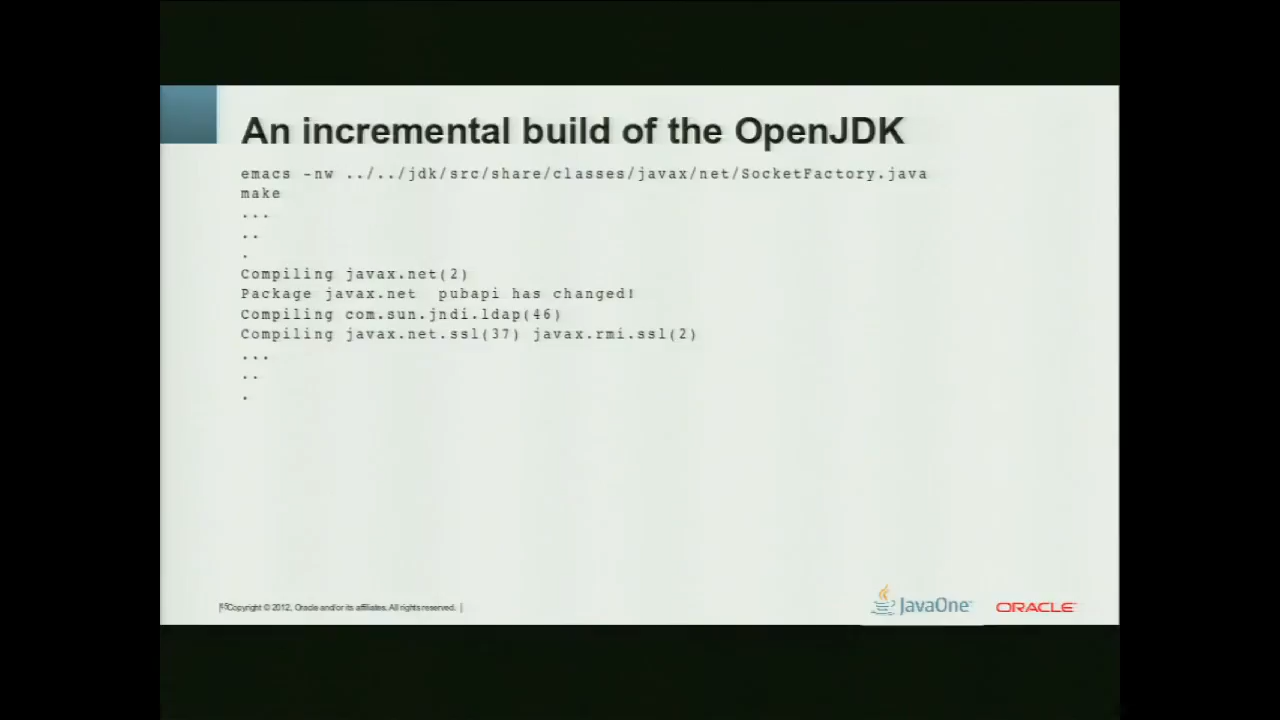 An incremental build of the OpenJDK
emacs -nw ../../jdk/src/share/classes/javax/net/SocketFactory.java
make
...
..
.
Compiling javax.net(2)
Package javax.net  pubapi has changed!
Compiling com.sun.jndi.ldap(46)
Compiling javax.net.ssl(37) javax.rmi.ssl(2)
...
..
.
Copyright © 2012, Oracle and/or its affiliates. All rights reserved. |
JavaOne™
ORACLE